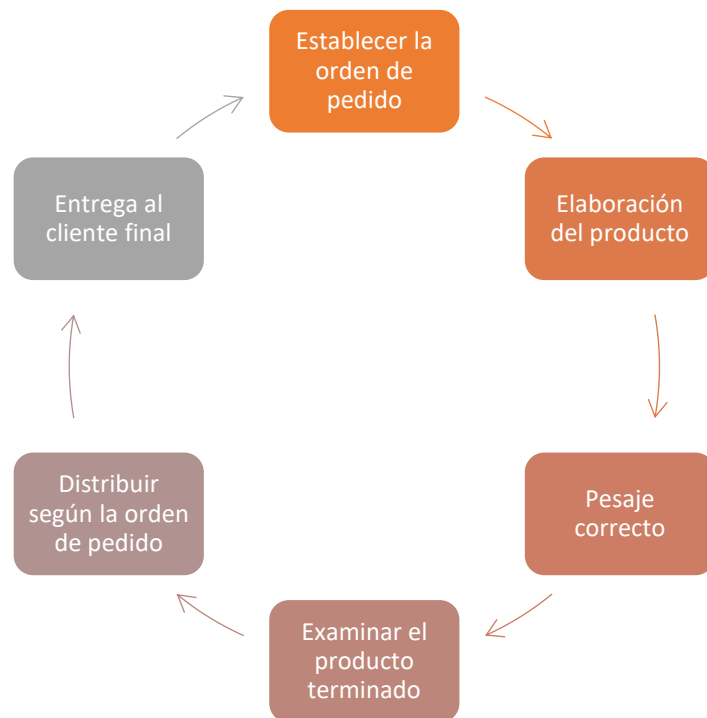 Establecer la
orden de
pedido
Elaboración
del producto
Pesaje
correcto
Examinar el
producto
terminado
Distribuir
según la orden
de pedido
Entrega al
cliente final